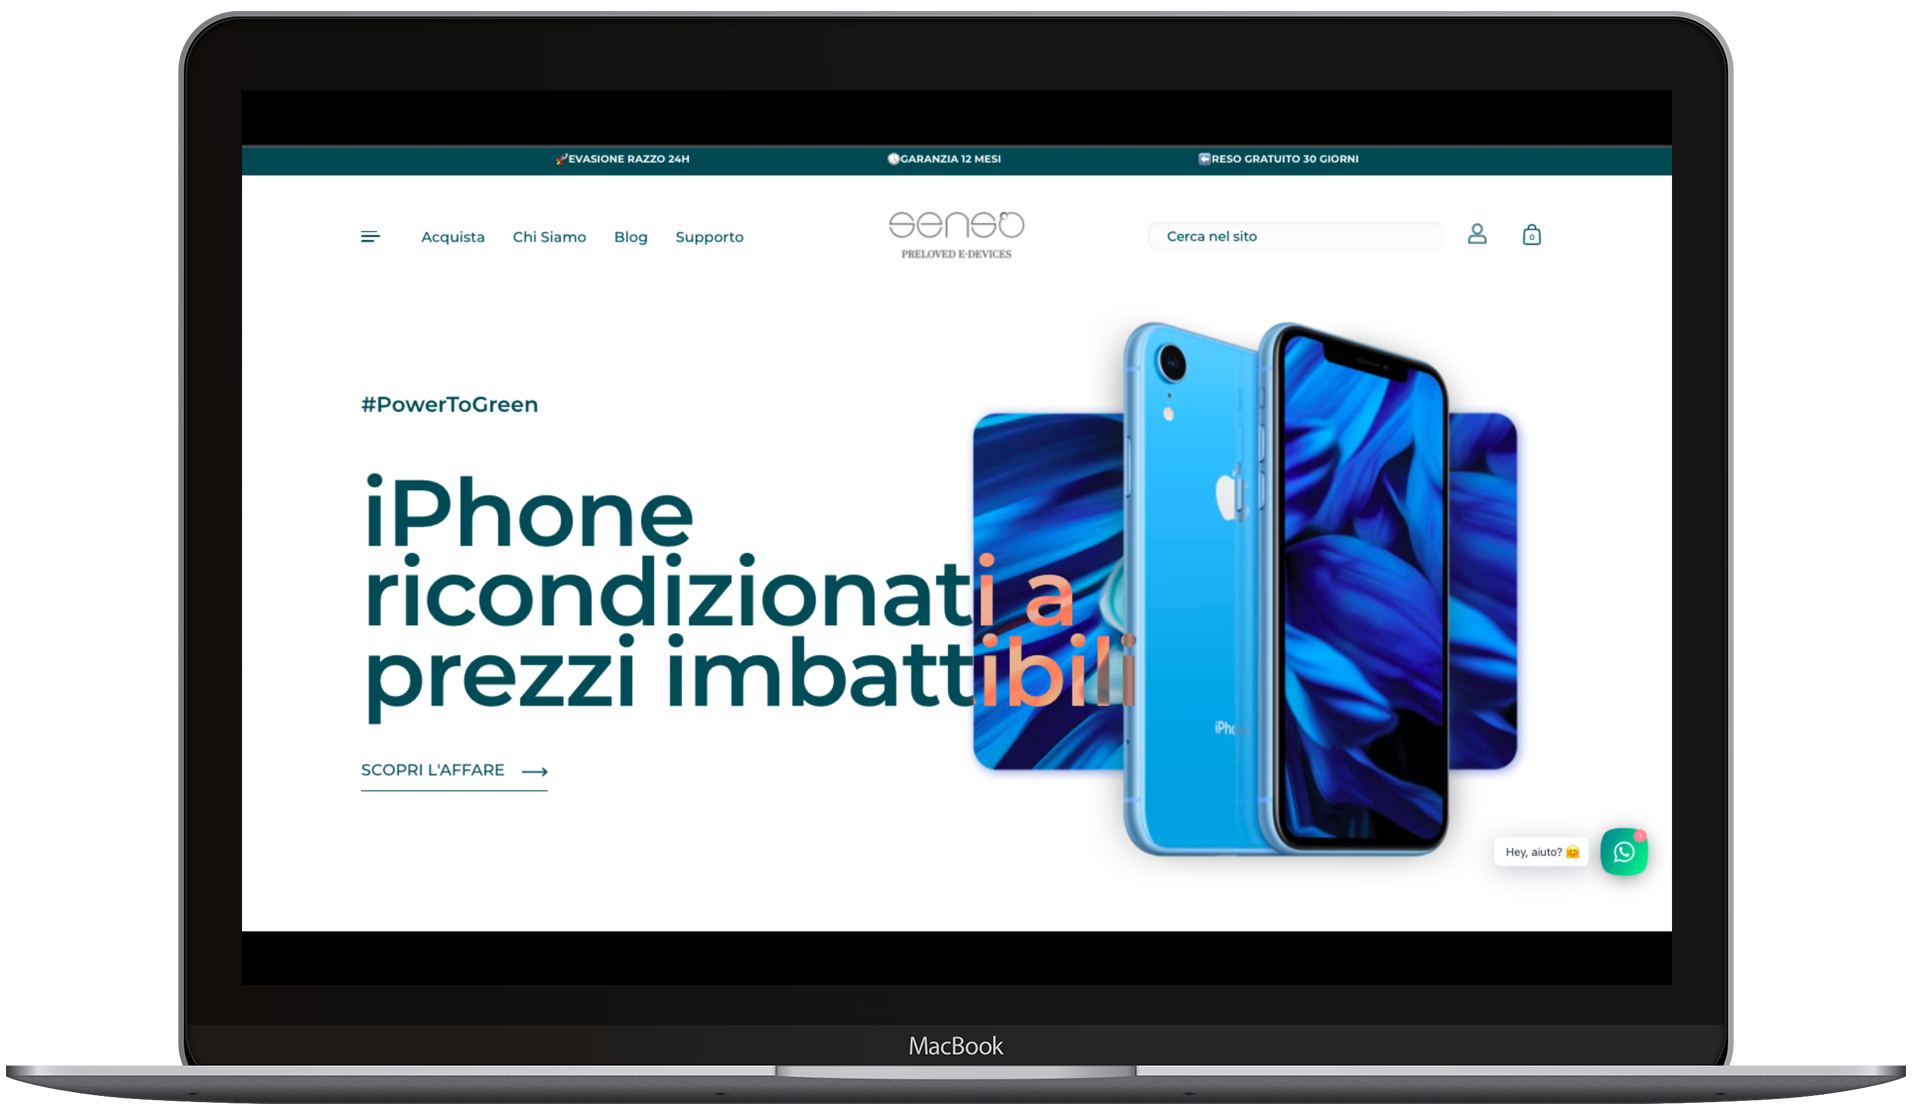 🚀EVASIONE RAZZO 24H
🕓GARANZIA 12 MESI
⬅️RESO GRATUITO 30 GIORNI
Acquista
Chi Siamo
Blog
Supporto
senso
PRELOVED E-DEVICES
Cerca nel sito
0
#PowerToGreen
iPhone
ricondizionati a
prezzi imbattibili
SCOPRI L'AFFARE
Hey, aiuto? 🤗
1
MacBook